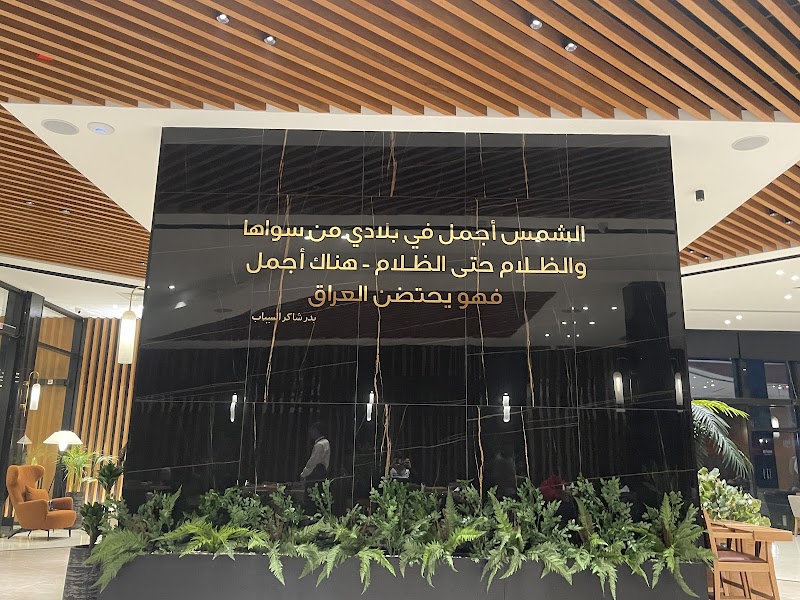 الشمس أجمل في بلادي من سواها
والظلام حتى الظلام - هناك أجمل
فهو يحتضن العراق
بدر شاكر السياب